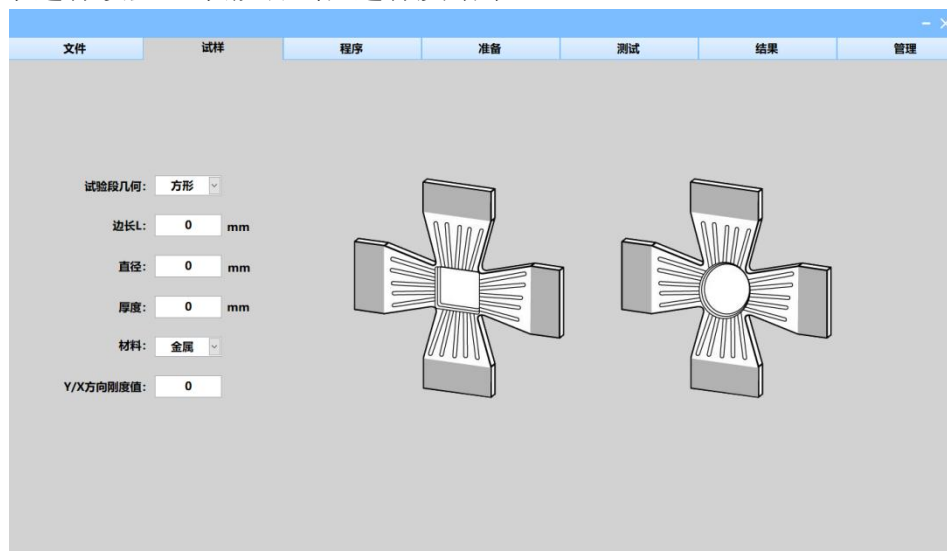 文件 试样 程序 准备 测试 结果 管理
试验段几何: 方形
边长L: 0 mm
直径: 0 mm
厚度: 0 mm
材料: 金属
Y/X方向刚度值: 0